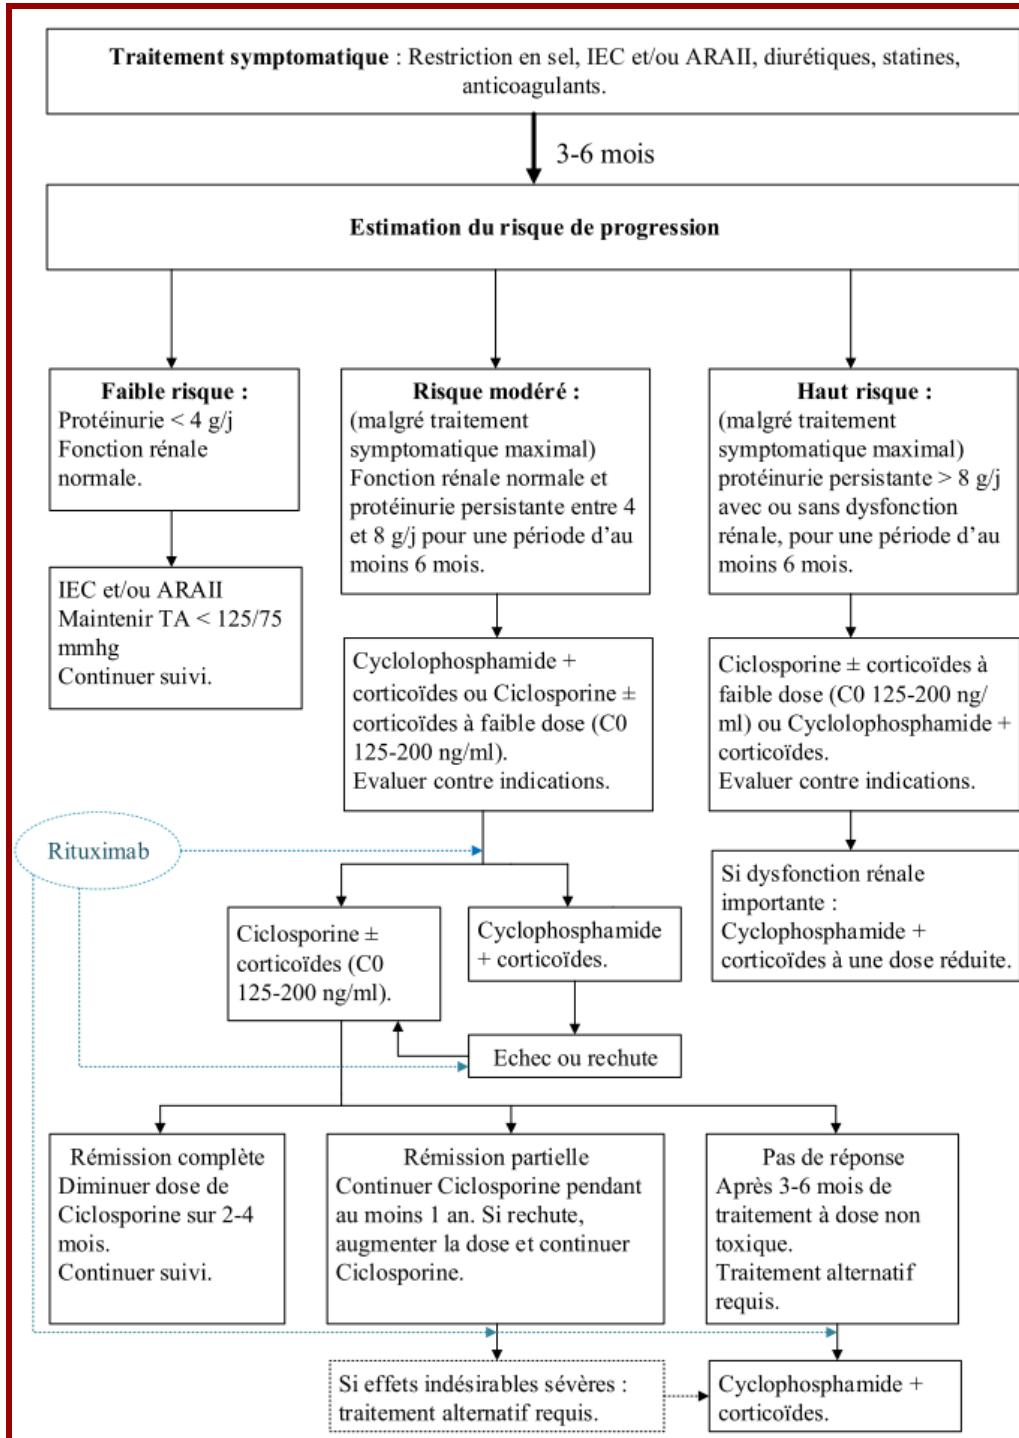 Traitement symptomatique : Restriction en sel, IEC et/ou ARAII, diurétiques, statines,
anticoagulants.
3-6 mois
Estimation du risque de progression
Faible risque :
Protéinurie < 4 g/j
Fonction rénale
normale.
Risque modéré :
(malgré traitement
symptomatique maximal)
Fonction rénale normale et
protéinurie persistante entre 4
et 8 g/j pour une période d’au
moins 6 mois.
Haut risque :
(malgré traitement
symptomatique maximal)
protéinurie persistante > 8 g/j
avec ou sans dysfonction
rénale, pour une période d’au
moins 6 mois.
IEC et/ou ARAII
Maintenir TA < 125/75
mmhg
Continuer suivi.
Cyclolophosphamide +
corticoïdes ou Ciclosporine ±
corticoïdes à faible dose (C0
125-200 ng/ml).
Evaluer contre indications.
Ciclosporine ± corticoïdes à
faible dose (C0 125-200 ng/
ml) ou Cyclolophosphamide +
corticoïdes.
Evaluer contre indications.
Rituximab
Ciclosporine ±
corticoïdes (C0
125-200 ng/ml).
Cyclophosphamide
+ corticoïdes.
Si dysfonction rénale
importante :
Cyclophosphamide +
corticoïdes à une dose réduite.
Echec ou rechute
Rémission complète
Diminuer dose de
Ciclosporine sur 2-4
mois.
Continuer suivi.
Rémission partielle
Continuer Ciclosporine pendant
au moins 1 an. Si rechute,
augmenter la dose et continuer
Ciclosporine.
Pas de réponse
Après 3-6 mois de
traitement à dose non
toxique.
Traitement alternatif
requis.
Si effets indésirables sévères :
traitement alternatif requis.
Cyclophosphamide +
corticoïdes.